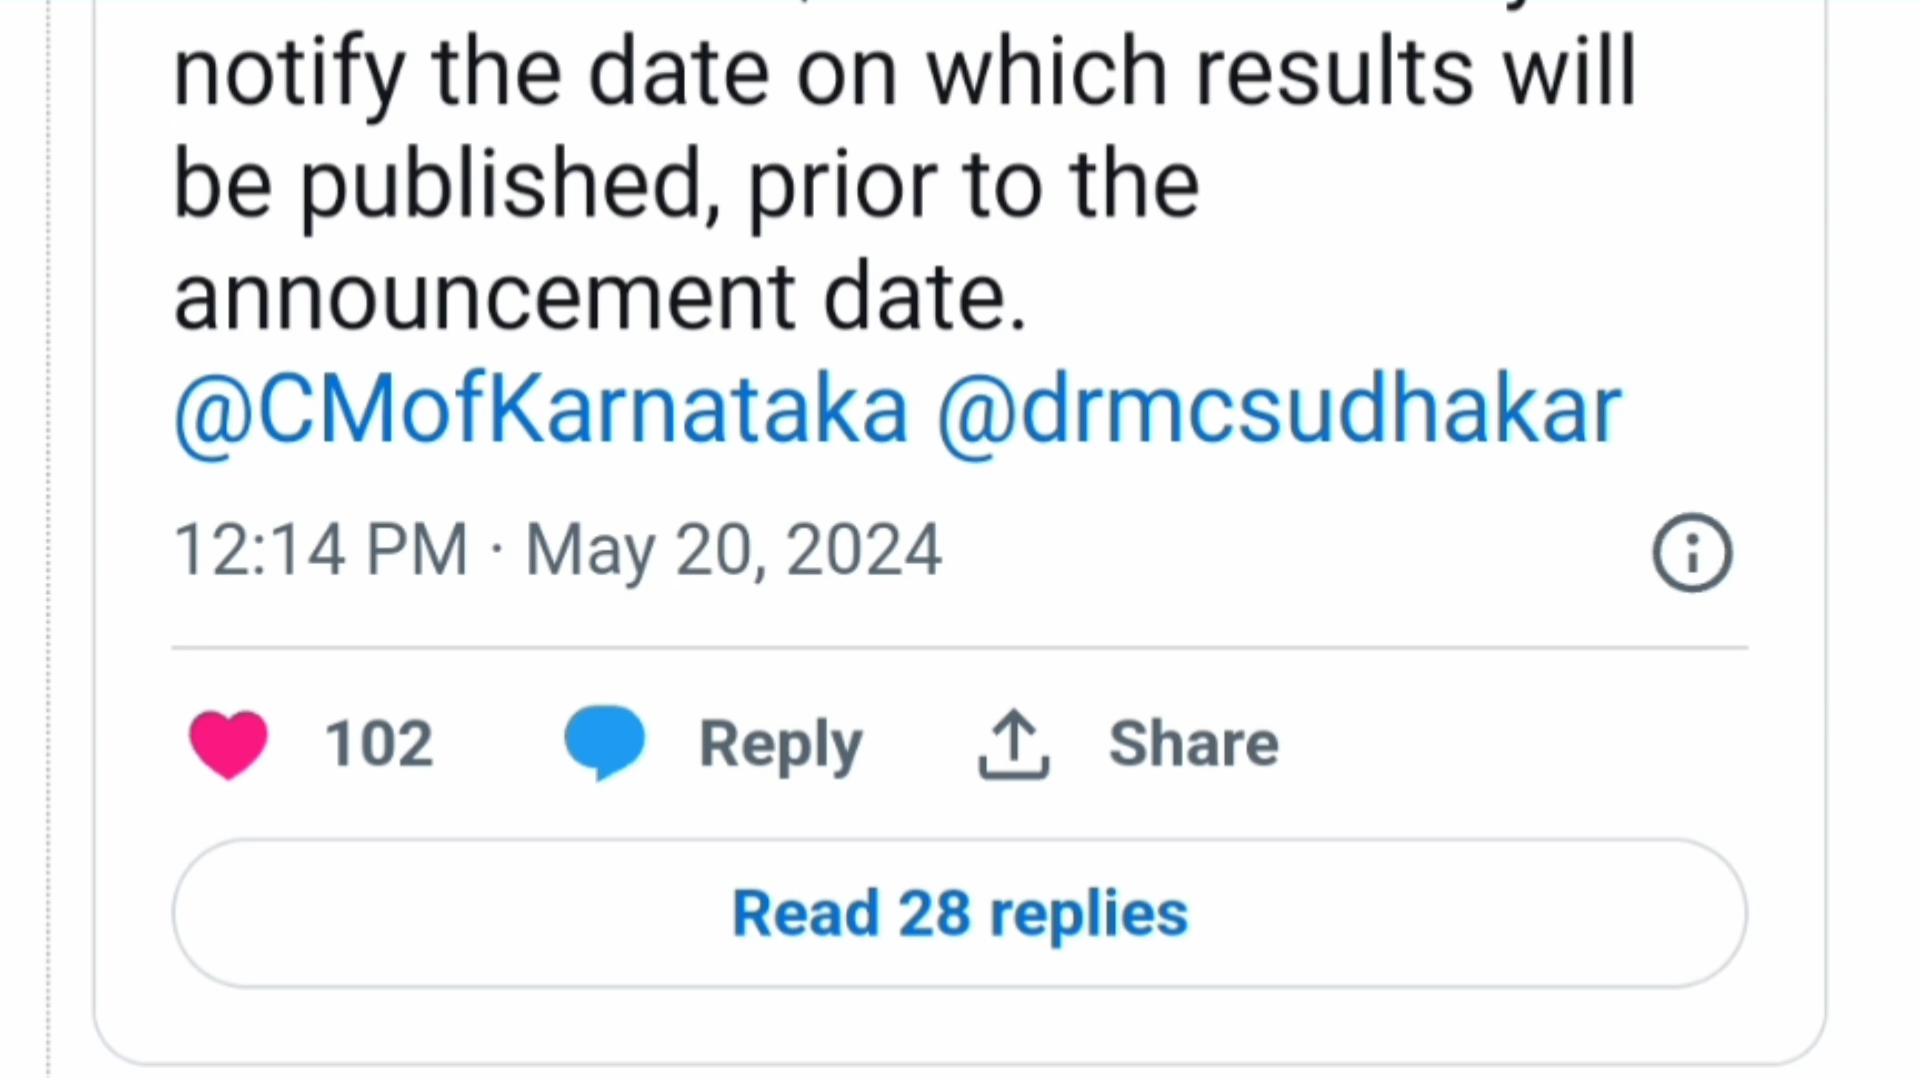 notify the date on which results will
be published, prior to the
announcement date.
@CMofKarnataka @drmcsudhakar
12:14 PM · May 20, 2024
102 Reply Share
Read 28 replies